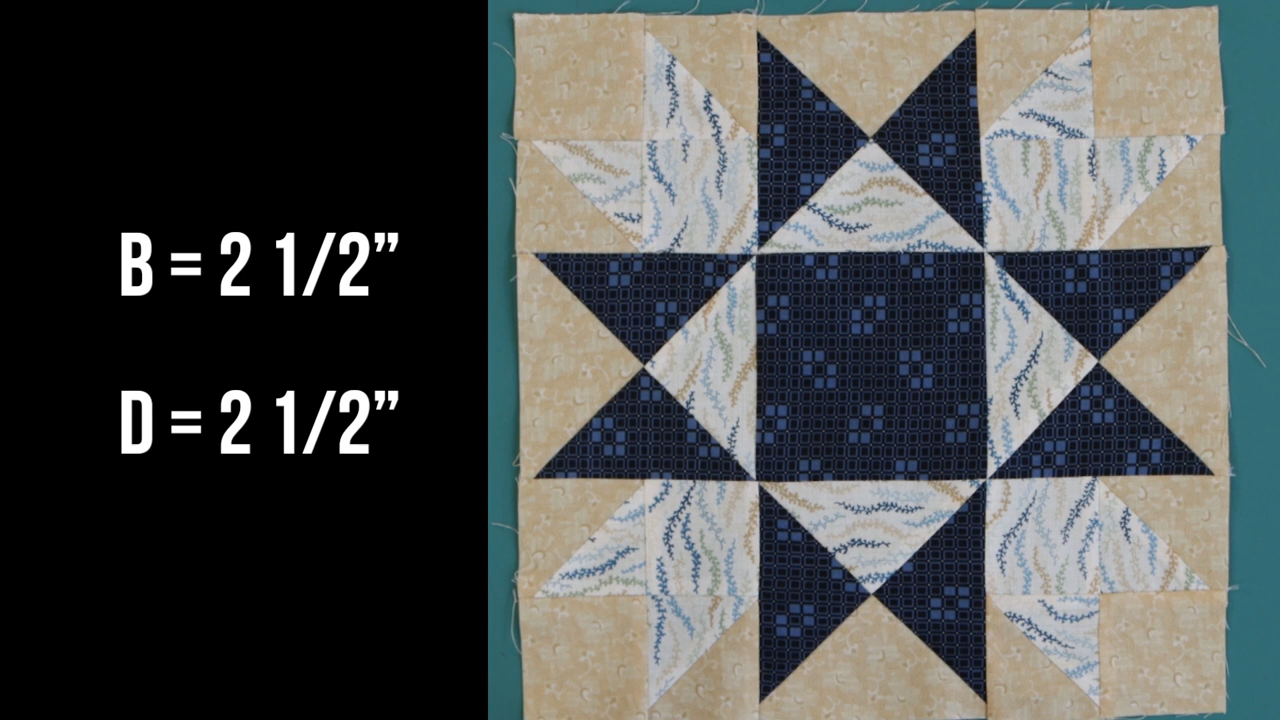 B = 2 1/2”
D = 2 1/2”